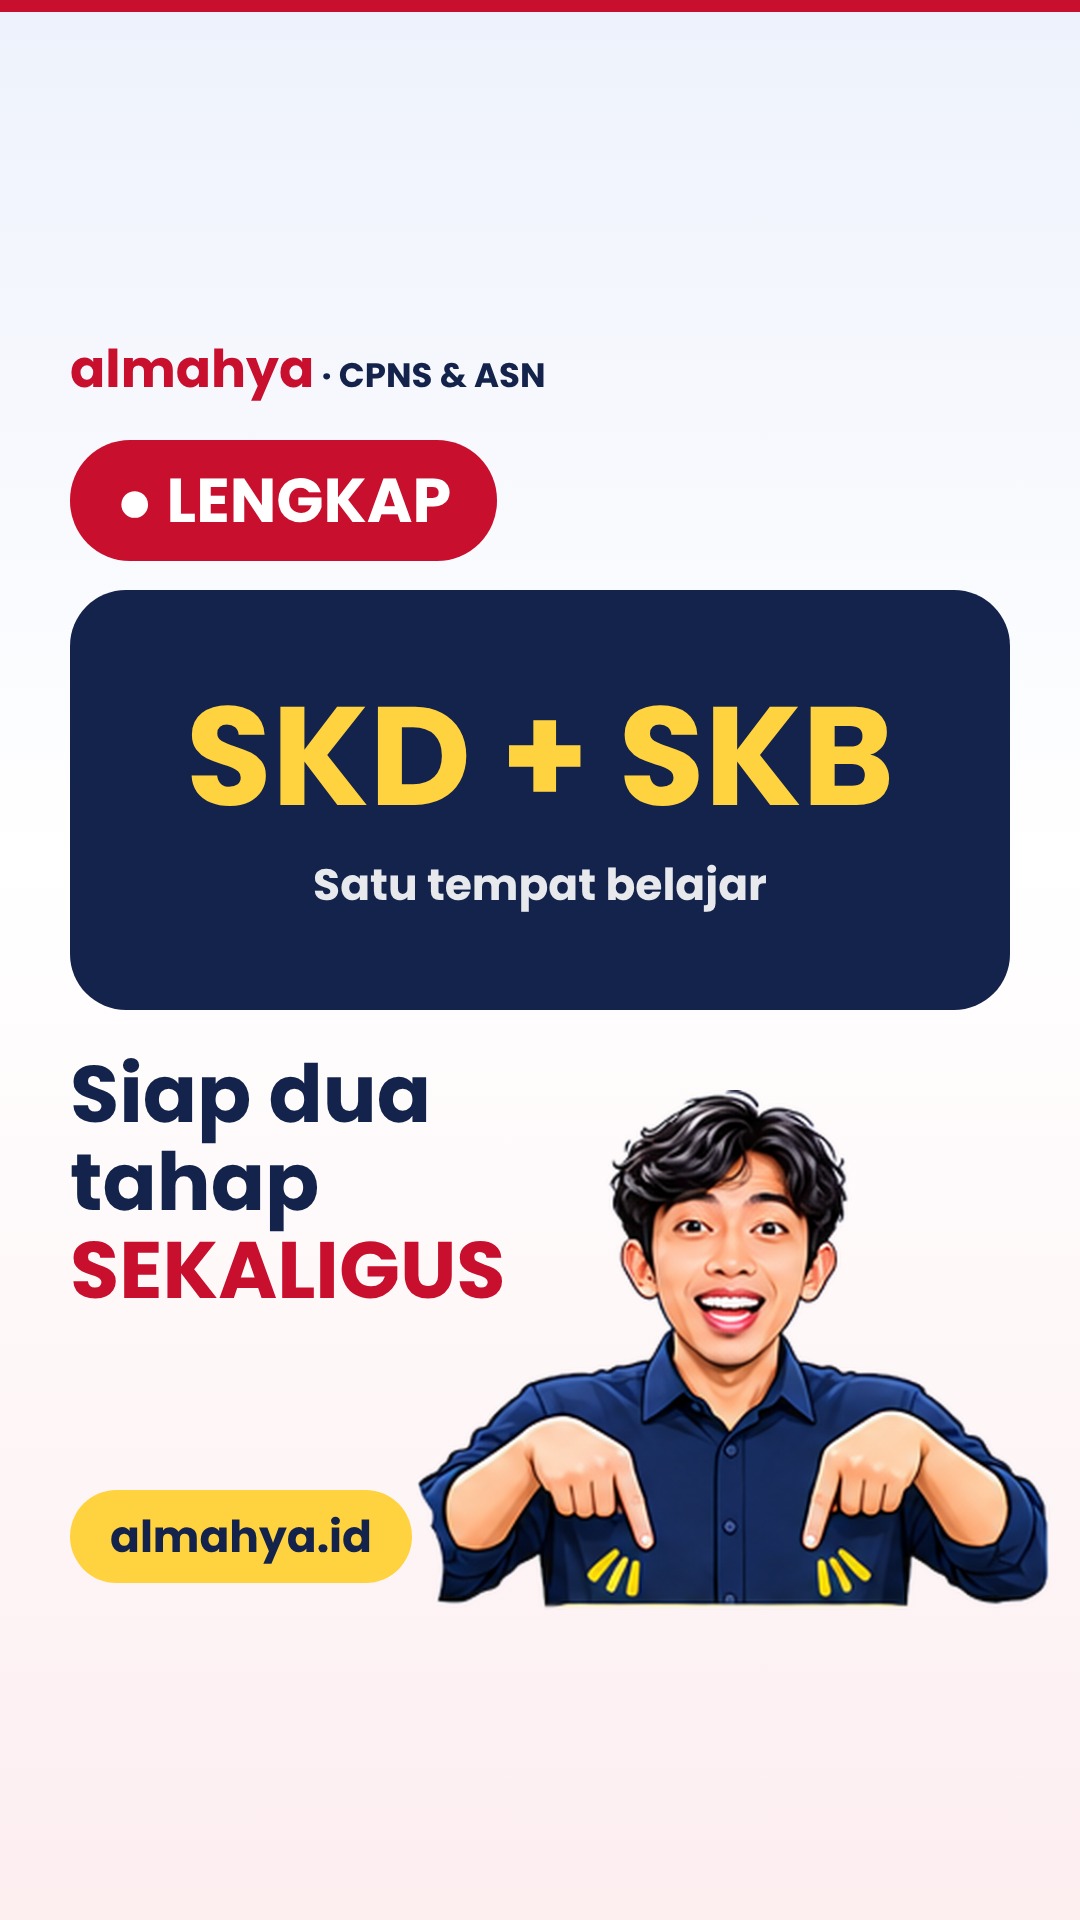 almahya · CPNS & ASN
● LENGKAP
SKD + SKB
Satu tempat belajar
Siap dua
tahap
SEKALIGUS
almahya.id